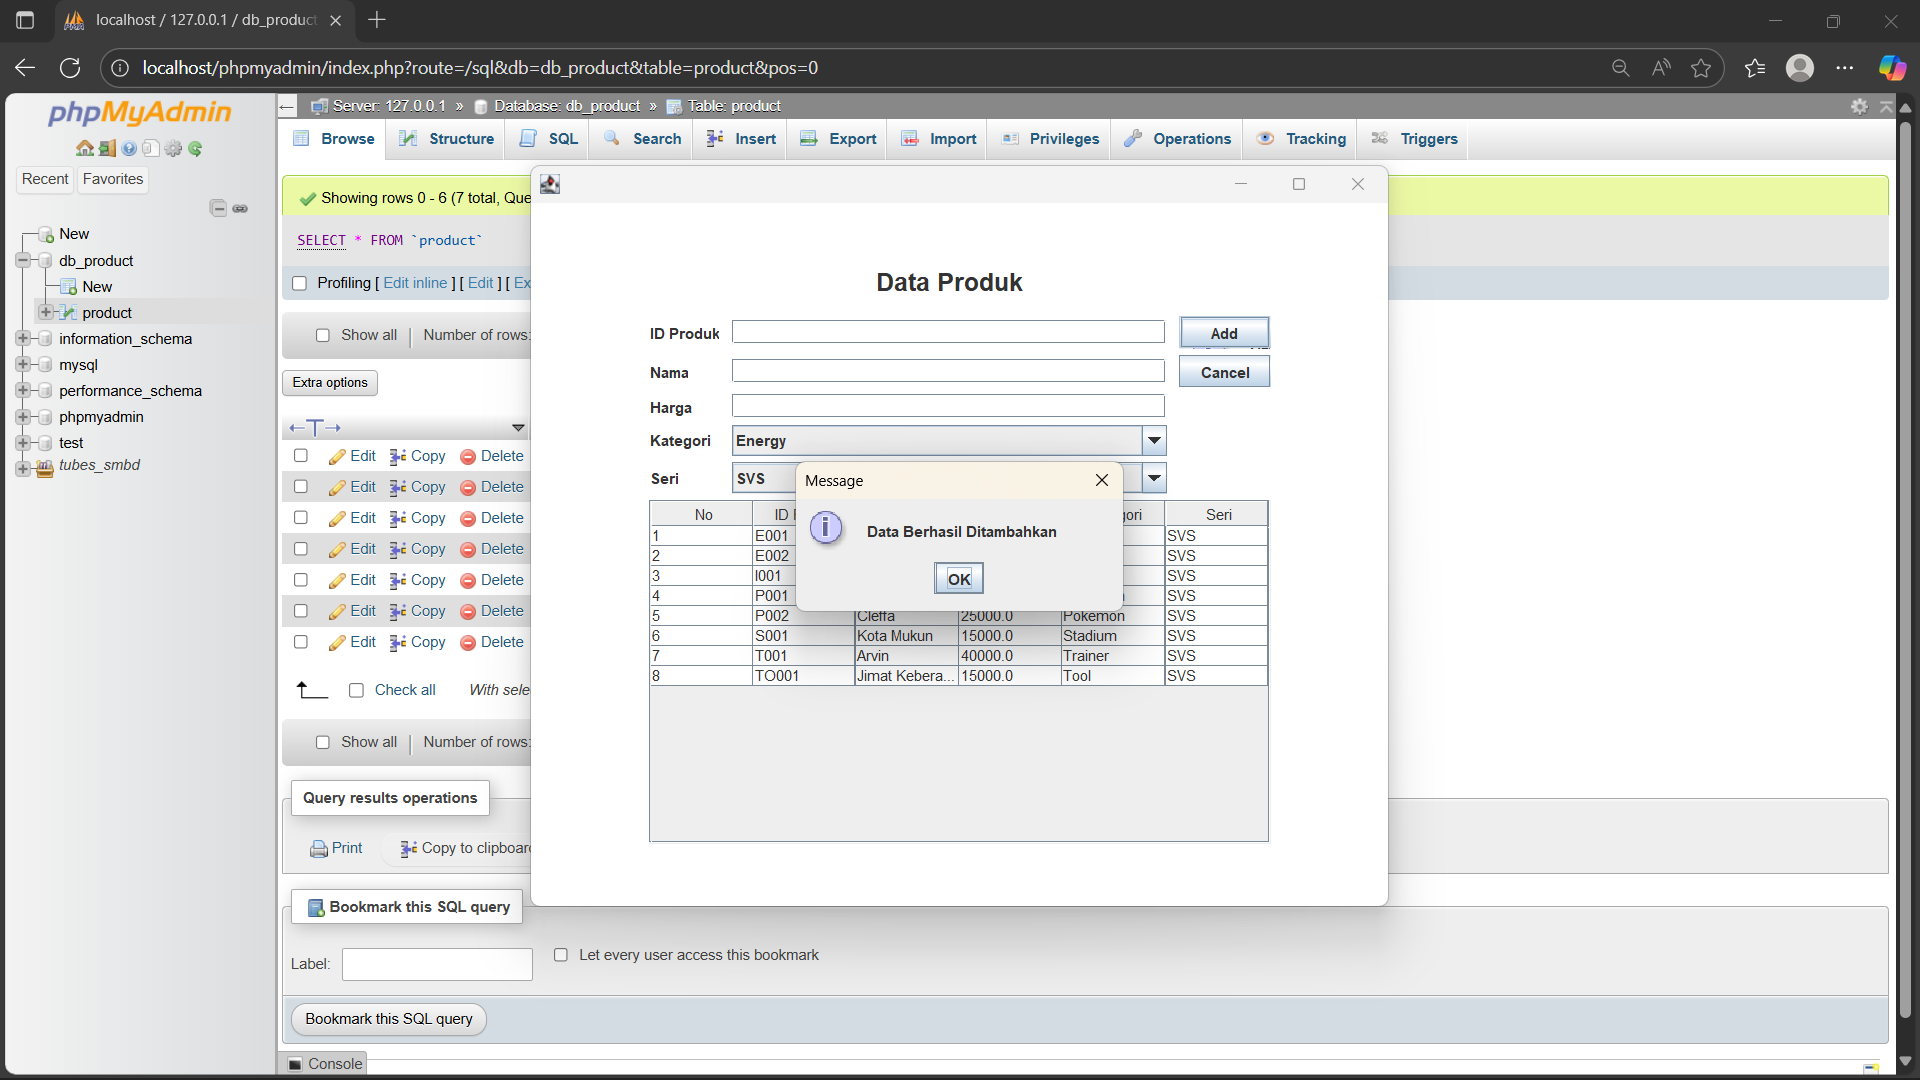 localhost / 127.0.0.1 / db_product
localhost/phpmyadmin/index.php?route=/sql&db=db_product&table=product&pos=0
phpMyAdmin
Recent Favorites
New
db_product
New
product
information_schema
mysql
performance_schema
phpmyadmin
test
tubes_smbd
Server: 127.0.0.1 » Database: db_product » Table: product
Browse Structure SQL Search Insert Export Import Privileges Operations Tracking Triggers
Showing rows 0 - 6 (7 total, Que
SELECT * FROM `product`
Profiling [ Edit inline ] [ Edit ] [ Ex
Show all Number of rows:
Extra options
Edit Copy Delete
Edit Copy Delete
Edit Copy Delete
Edit Copy Delete
Edit Copy Delete
Edit Copy Delete
Edit Copy Delete
Check all With sele
Show all Number of rows:
Query results operations
Print Copy to clipboard
Bookmark this SQL query
Label: Let every user access this bookmark
Bookmark this SQL query
Console
Data Produk
ID Produk Add
Nama Cancel
Harga
Kategori Energy
Seri SVS
Message
Data Berhasil Ditambahkan
OK
No ID gori Seri
1 E001 SVS
2 E002 SVS
3 I001 SVS
4 P001 SVS
5 P002 Cleffa 25000.0 Pokemon SVS
6 S001 Kota Mukun 15000.0 Stadium SVS
7 T001 Arvin 40000.0 Trainer SVS
8 TO001 Jimat Kebera... 15000.0 Tool SVS